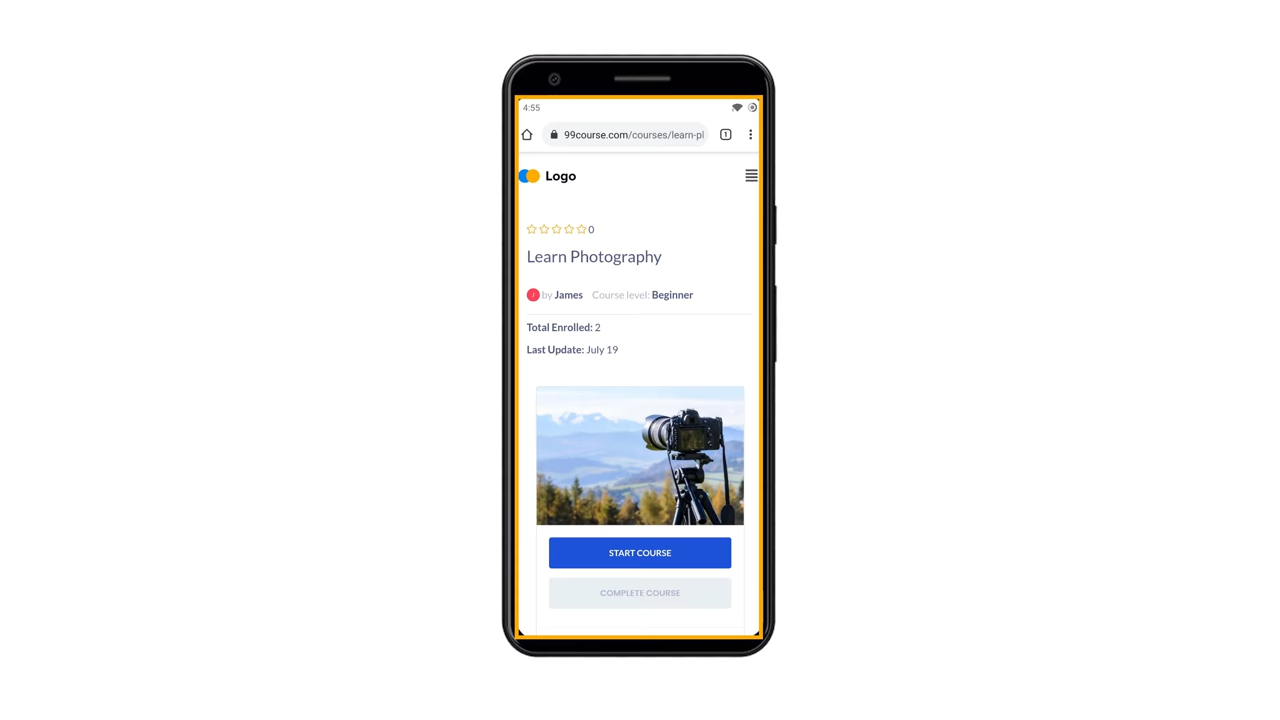 4:55
99course.com/courses/learn-pl
1
Logo
0
Learn Photography
by James Course level: Beginner
Total Enrolled: 2
Last Update: July 19
START COURSE
COMPLETE COURSE